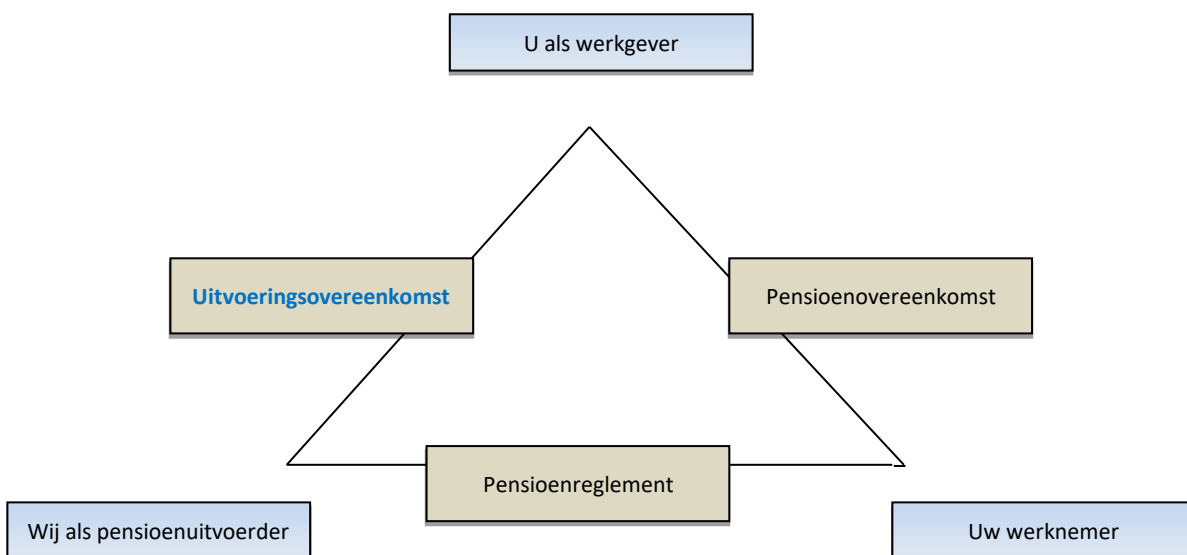 U als werkgever
Uitvoeringsovereenkomst
Pensioenovereenkomst
Pensioenreglement
Wij als pensioenuitvoerder
Uw werknemer